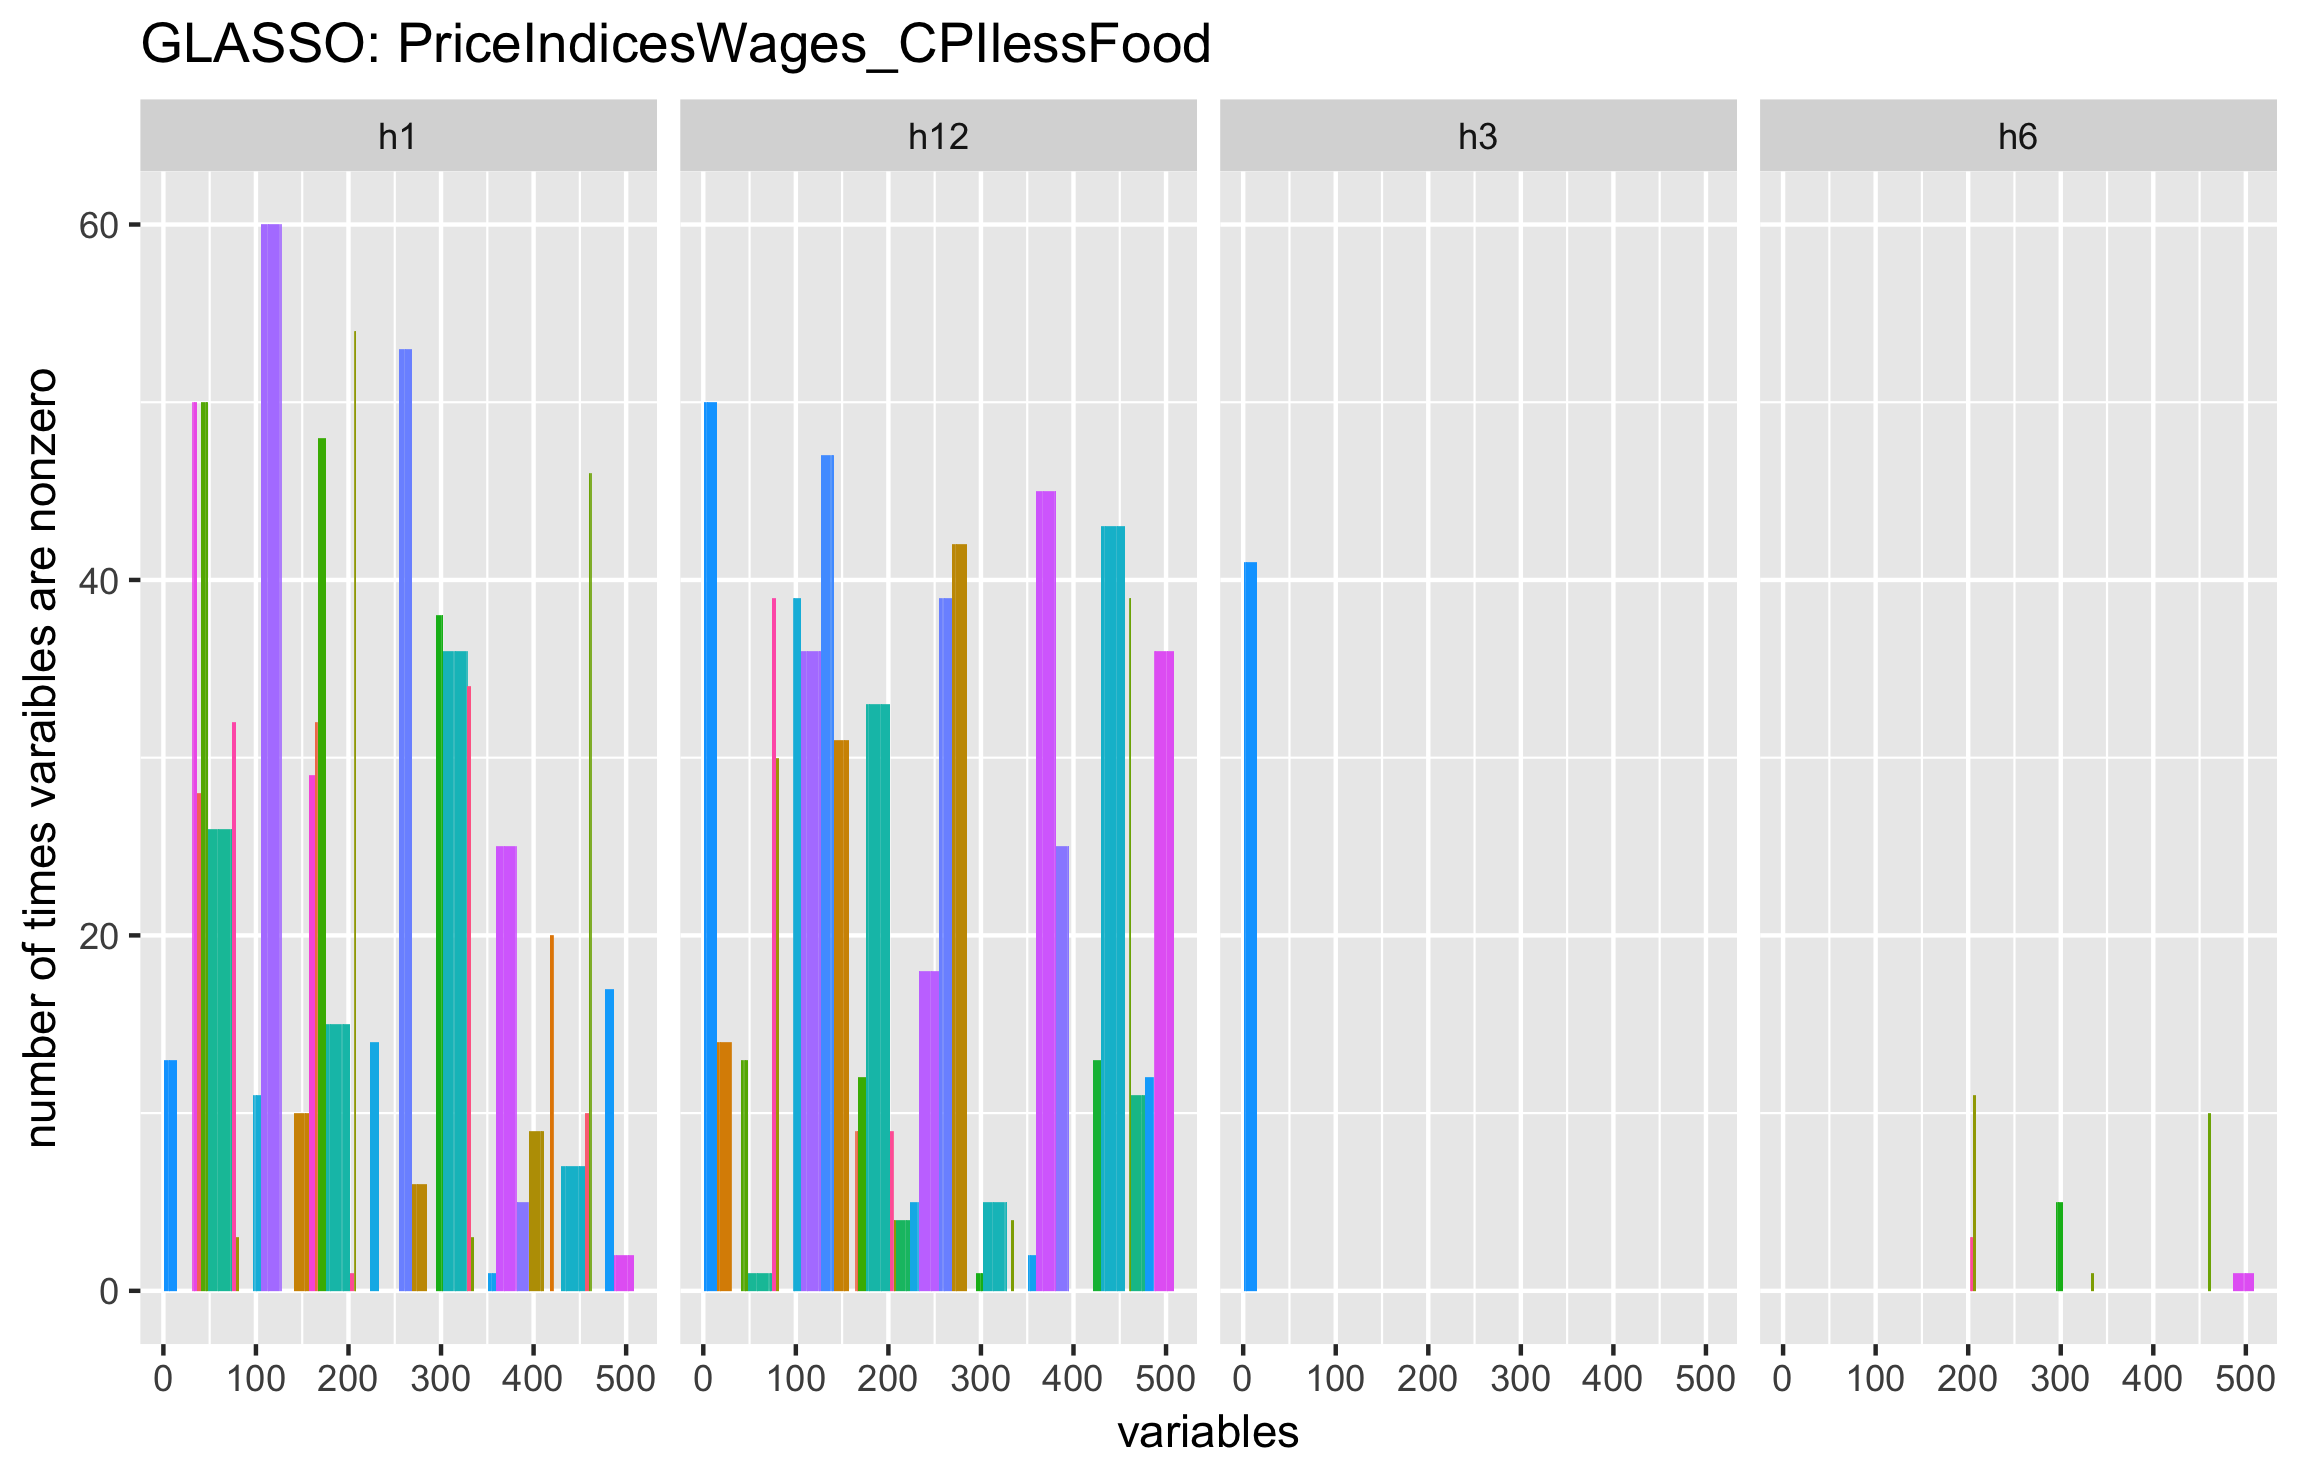 GLASSO: PriceIndicesWages_CPIlessFood
h1 h12 h3 h6
number of times varaibles are nonzero
60
40
20
0
0 100 200 300 400 500 0 100 200 300 400 500 0 100 200 300 400 500 0 100 200 300 400 500
variables